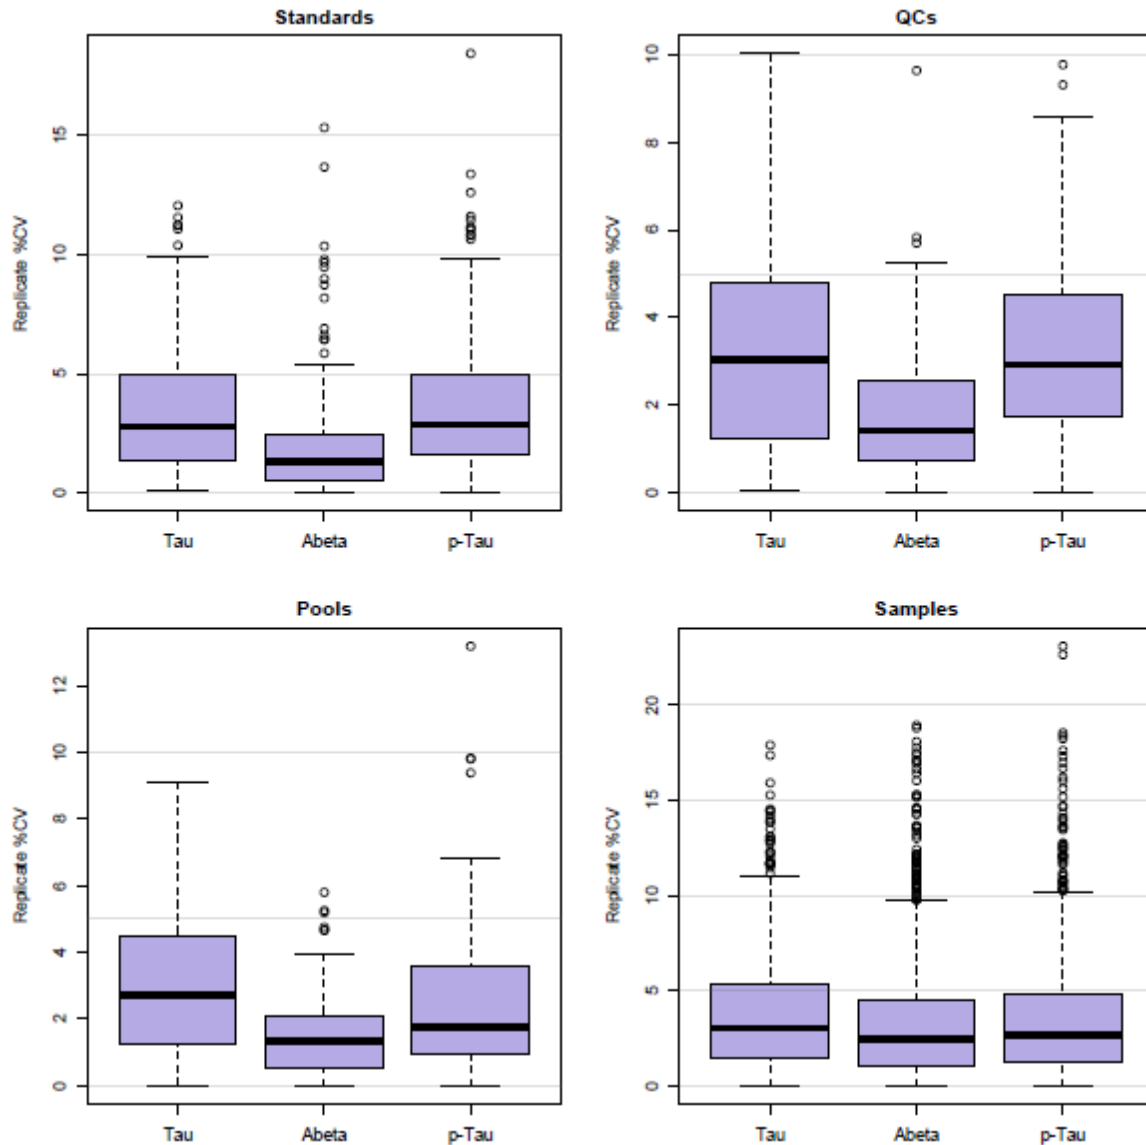 Standards
Replicate %CV
15
10
5
0
Tau Abeta p-Tau
QCs
Replicate %CV
10
8
6
4
2
0
Tau Abeta p-Tau
Pools
Replicate %CV
12
10
8
6
4
2
0
Tau Abeta p-Tau
Samples
Replicate %CV
20
15
10
5
0
Tau Abeta p-Tau